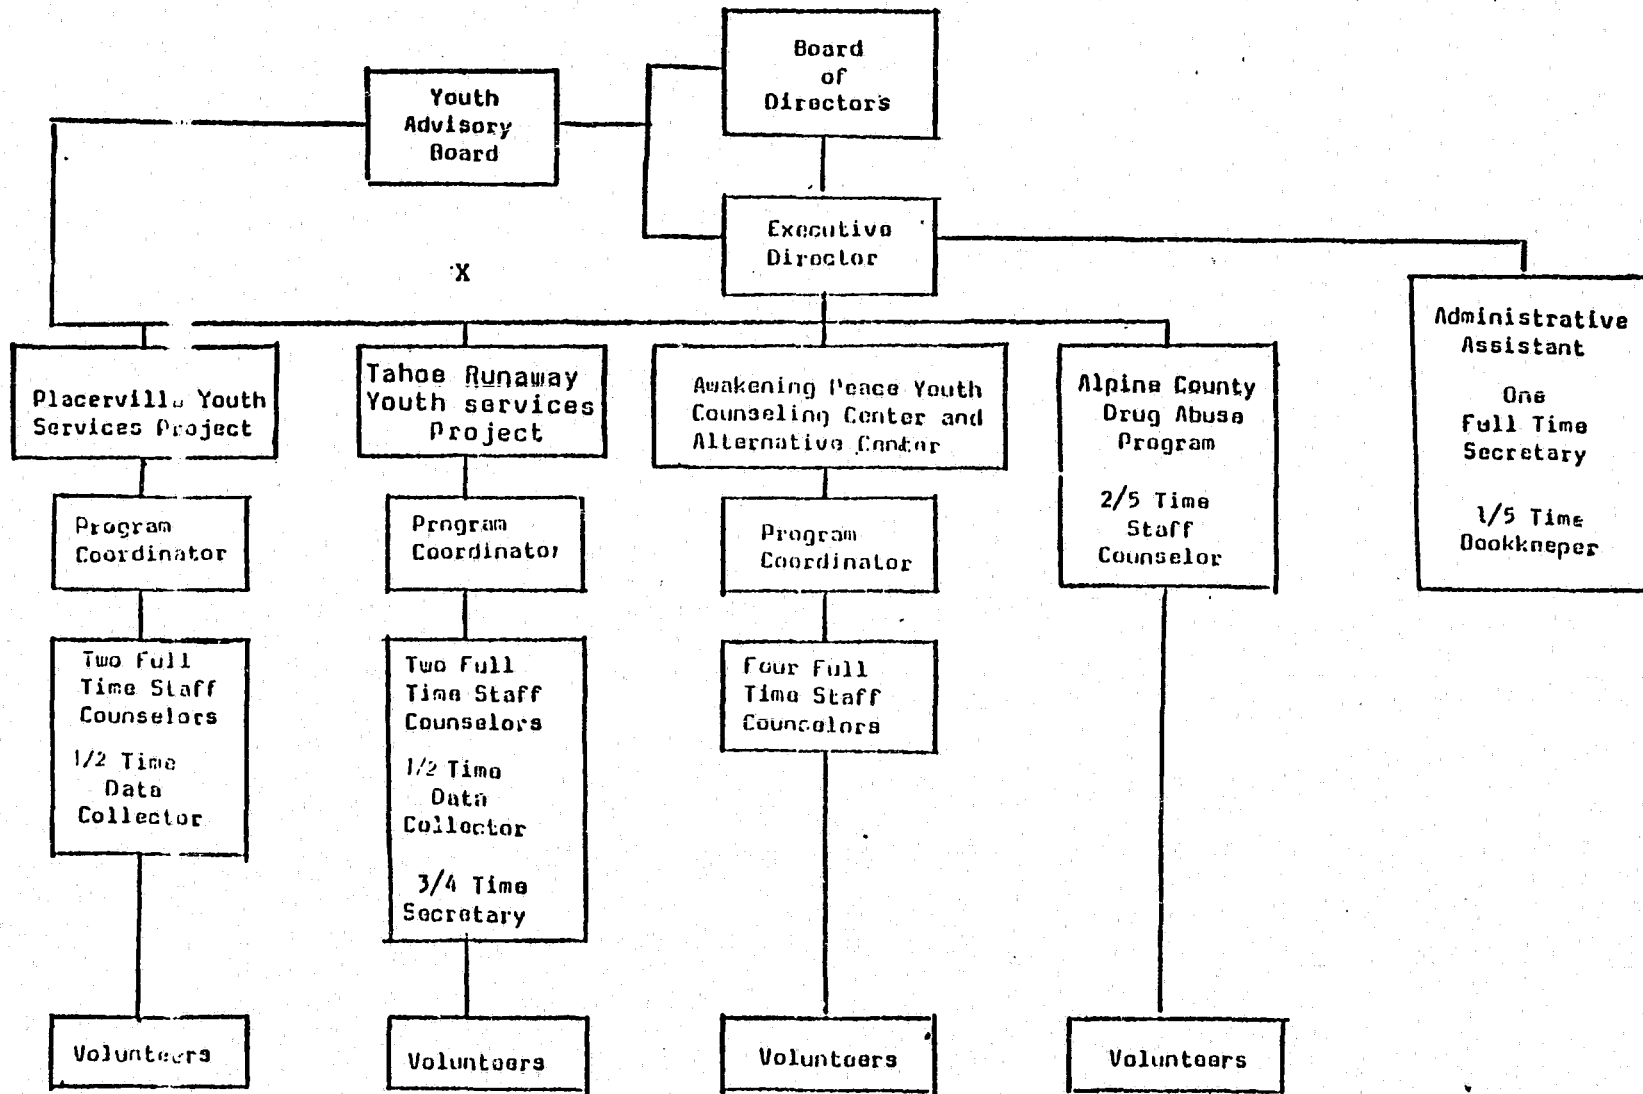 Board
of
Directors
Youth
Advisory
Board
Executive
Director
X
Administrative
Assistant
One
Full Time
Secretary
1/5 Time
Bookkeeper
Placerville Youth
Services Project
Tahoe Runaway
Youth services
Project
Awakening Peace Youth
Counseling Center and
Alternative Center
Alpine County
Drug Abuse
Program
2/5 Time
Staff
Counselor
Program
Coordinator
Program
Coordinator
Program
Coordinator
Two Full
Time Staff
Counselors
1/2 Time
Data
Collector
Two Full
Time Staff
Counselors
1/2 Time
Data
Collector
3/4 Time
Secretary
Four Full
Time Staff
Counselors
Volunteers
Volunteers
Volunteers
Volunteers